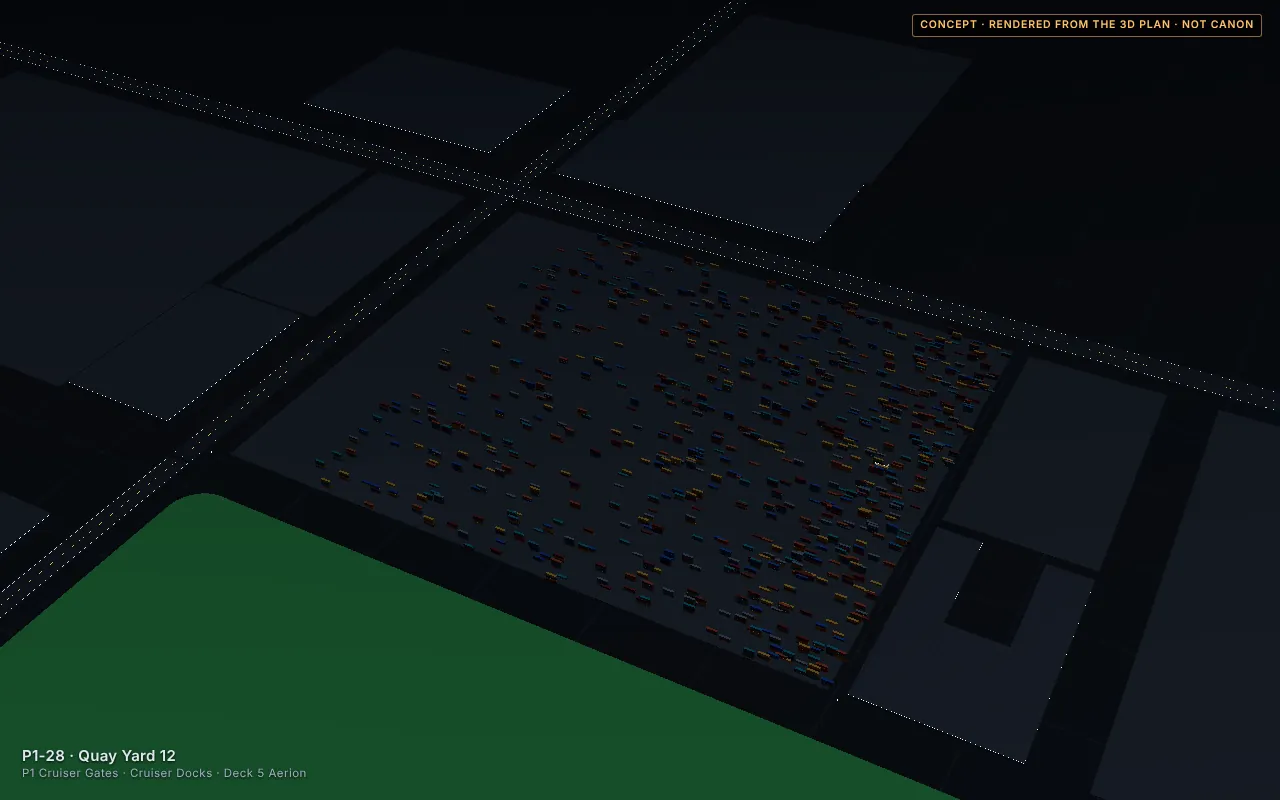 CONCEPT · RENDERED FROM THE 3D PLAN · NOT CANON
P1-28 · Quay Yard 12
P1 Cruiser Gates · Cruiser Docks · Deck 5 Aerion